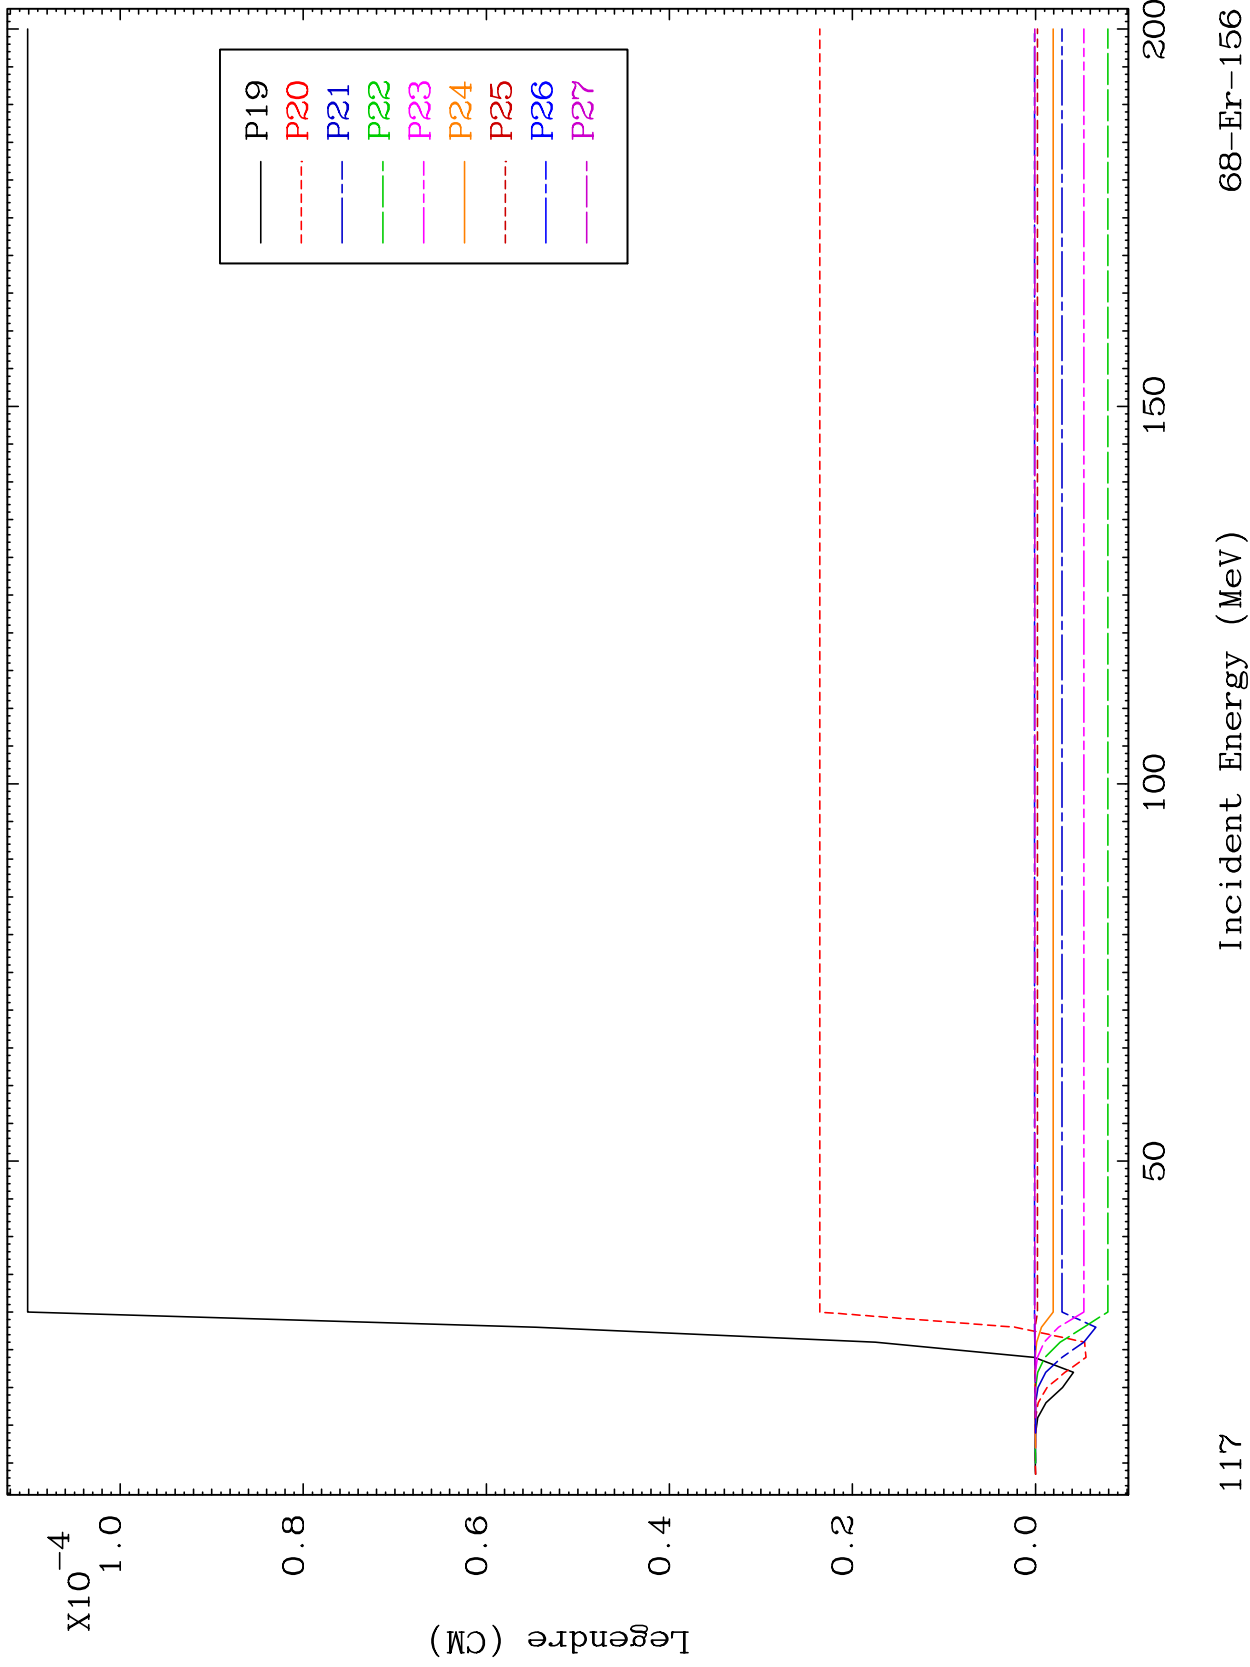 X10-4
1.0
0.8
0.6
0.4
0.2
0.0
Legendre (CM)
P19
P20
P21
P22
P23
P24
P25
P26
P27
50
100
150
200
Incident Energy (MeV)
117
68-Er-156